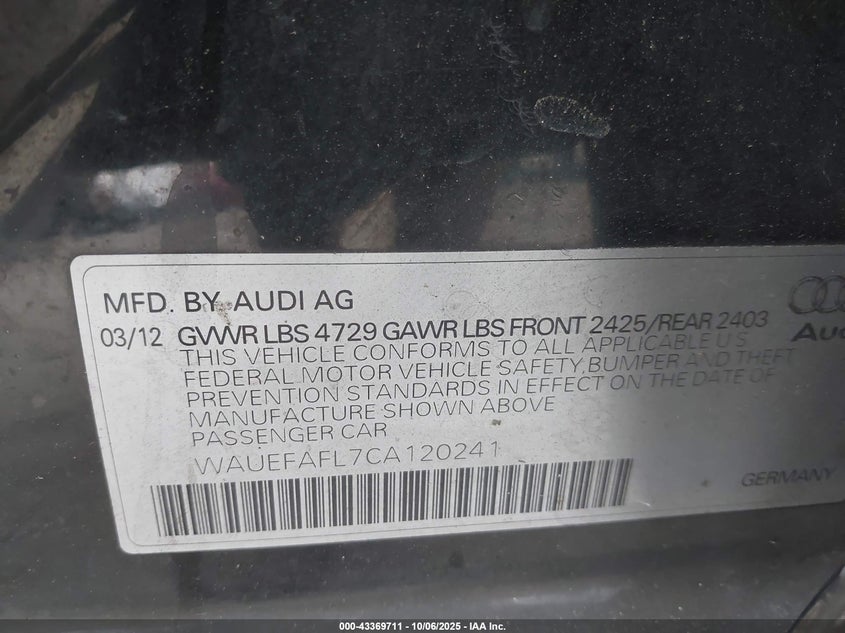 MFD. BY AUDI AG
03/12 GVWR LBS 4729 GAWR LBS FRONT 2425/REAR 2403
THIS VEHICLE CONFORMS TO ALL APPLICABLE U.S.
FEDERAL MOTOR VEHICLE SAFETY, BUMPER AND THEFT
PREVENTION STANDARDS IN EFFECT ON THE DATE OF
MANUFACTURE SHOWN ABOVE
PASSENGER CAR
WAUEFAFL7CA120241
GERMANY
000-43369711 - 10/06/2025 - IAA Inc.